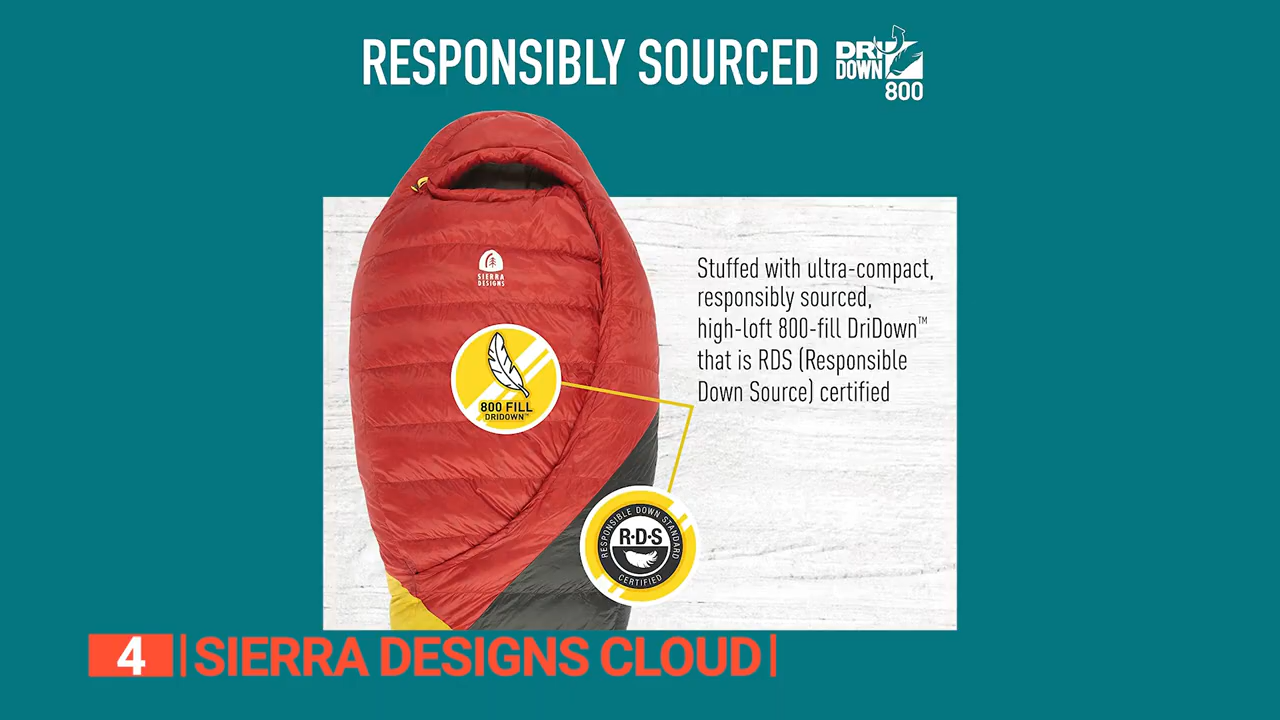 RESPONSIBLY SOURCED
DRI
DOWN
800
SIERRA
DESIGNS
Stuffed with ultra-compact,
responsibly sourced,
high-loft 800-fill DriDown™
that is RDS (Responsible
Down Source) certified
800 FILL
DRIDOWN™
RESPONSIBLE DOWN STANDARD
R·D·S
CERTIFIED
4 SIERRA DESIGNS CLOUD